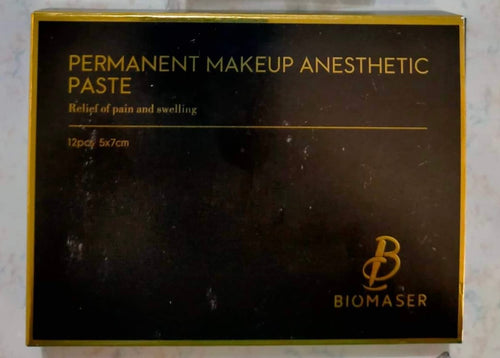 PERMANENT MAKEUP ANESTHETIC
PASTE
Relief of pain and swelling
12pcs 5x7cm
B
BIOMASER